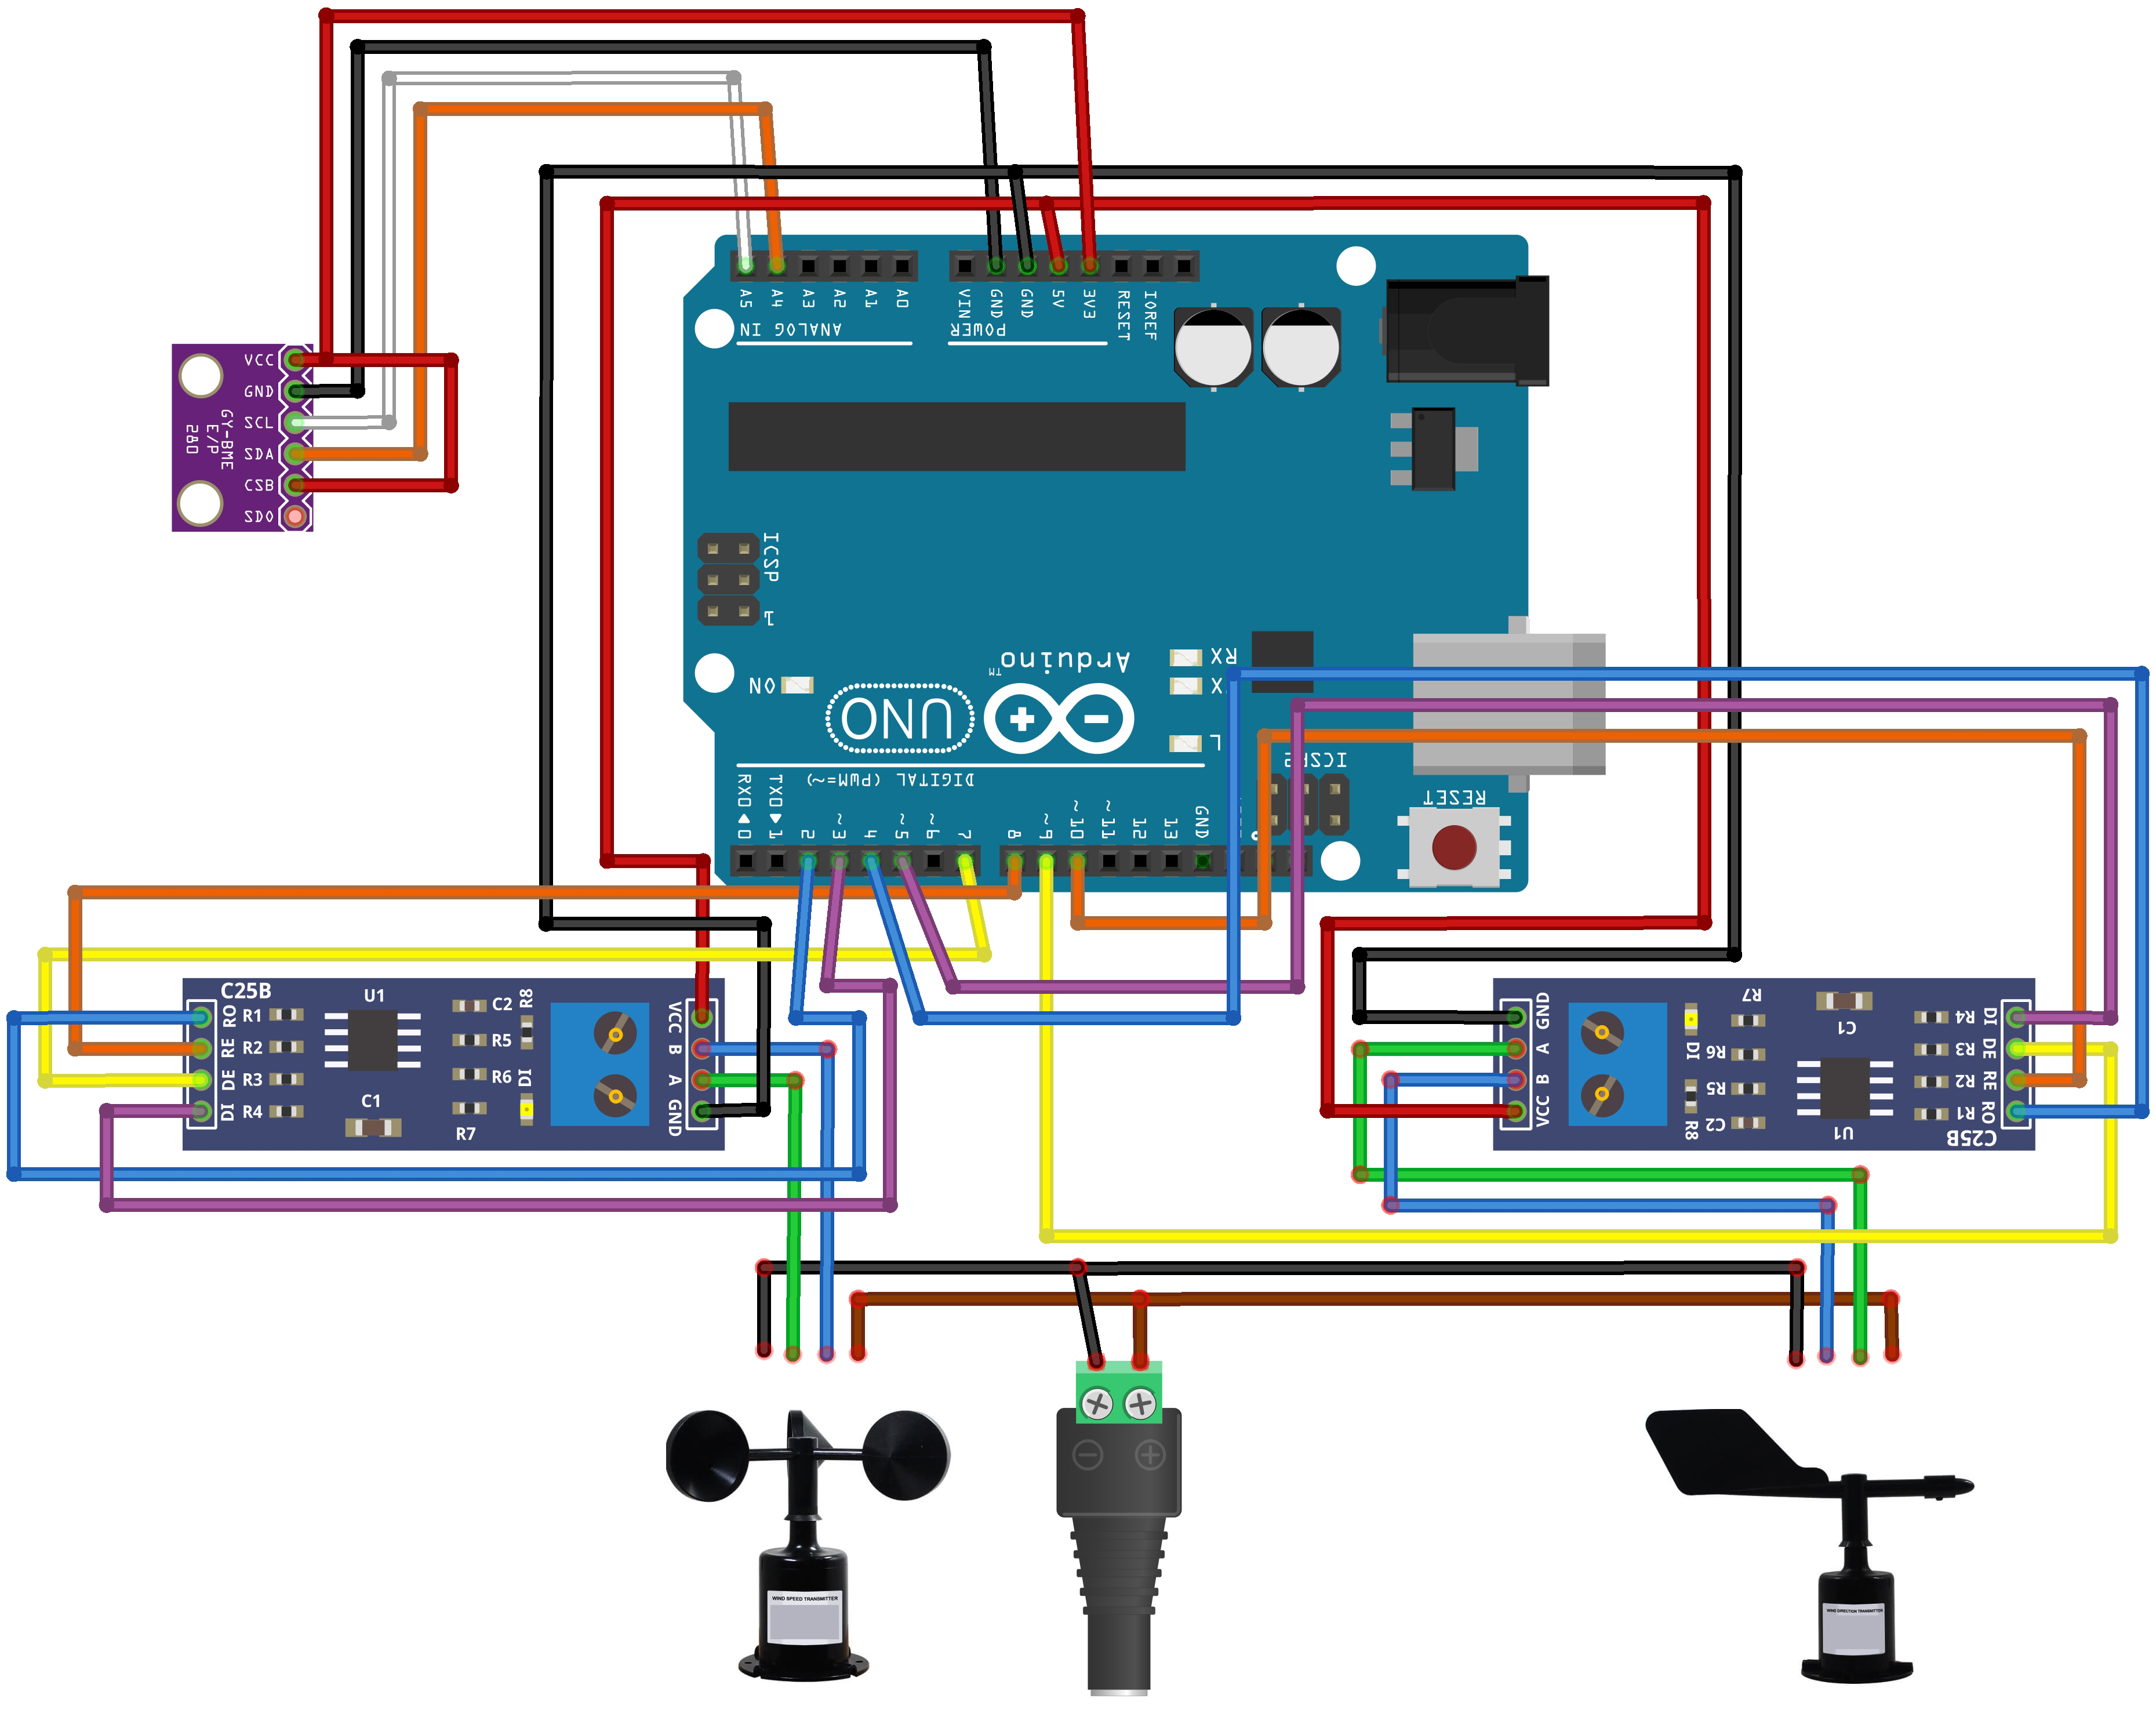 A5
A4
A3
A2
A1
A0
ANALOG IN
VIN
GND
GND
5V
3V3
RESET
IOREF
POWER
VCC
GND
SCL
SDA
CSB
SDO
GY-BME
E/P
280
ICSP
1
ON
UNO
Arduino
TM
RX
X
L
ICSP2
RESET
DIGITAL (PWM=~)
RX0
TX0
0
1
2
~3
4
~5
~6
7
8
~9
~10
~11
12
13
GND
C25B
RO R1
RE R2
DE R3
DI R4
U1
C1
C2
R5
R6
R7
R8
DI
VCC
B
A
GND
GND
A
B
VCC
DI
R8
R7
R6
R5
C2
C1
U1
R4 DI
R3 DE
R2 RE
R1 RO
C25B
WIND SPEED TRANSMITTER
WIND DIRECTION TRANSMITTER